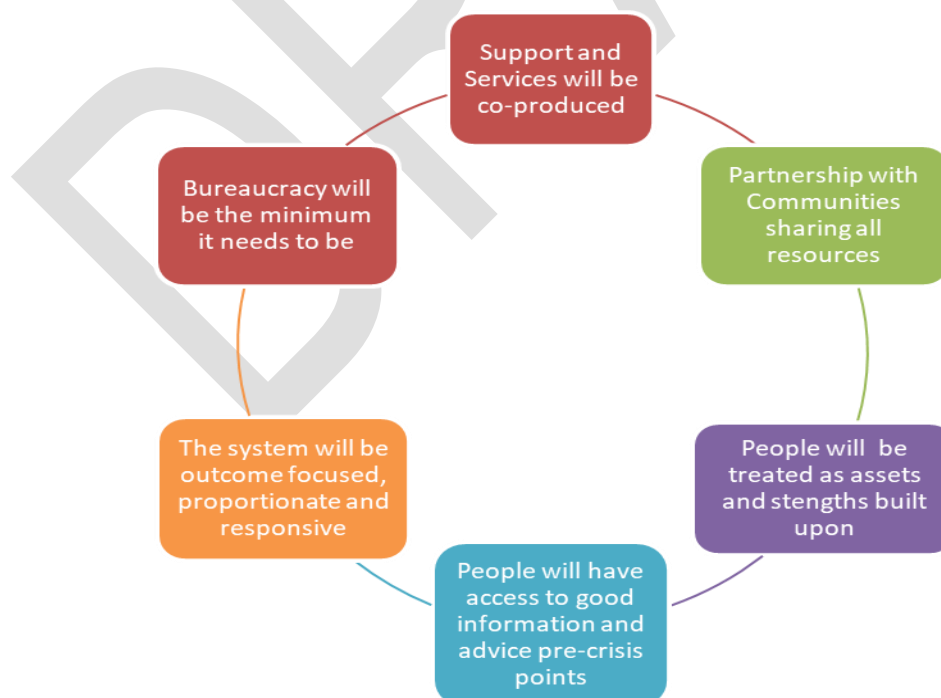 Support and
Services will be
co-produced
Partnership with
Communities
sharing all
resources
People will be
treated as assets
and stengths built
upon
People will have
access to good
information and
advice pre-crisis
points
The system will be
outcome focused,
proportionate and
responsive
Bureaucracy will
be the minimum
it needs to be